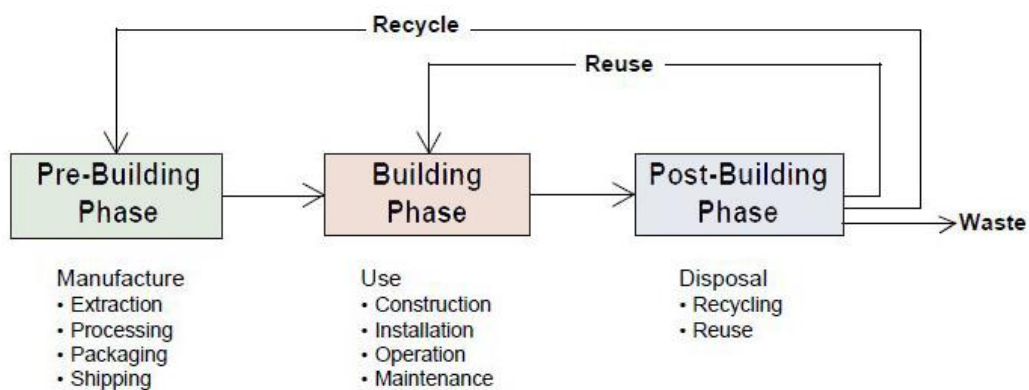 Recycle
Reuse
Pre-Building
Phase
Building
Phase
Post-Building
Phase
Waste
Manufacture
• Extraction
• Processing
• Packaging
• Shipping
Use
• Construction
• Installation
• Operation
• Maintenance
Disposal
• Recycling
• Reuse